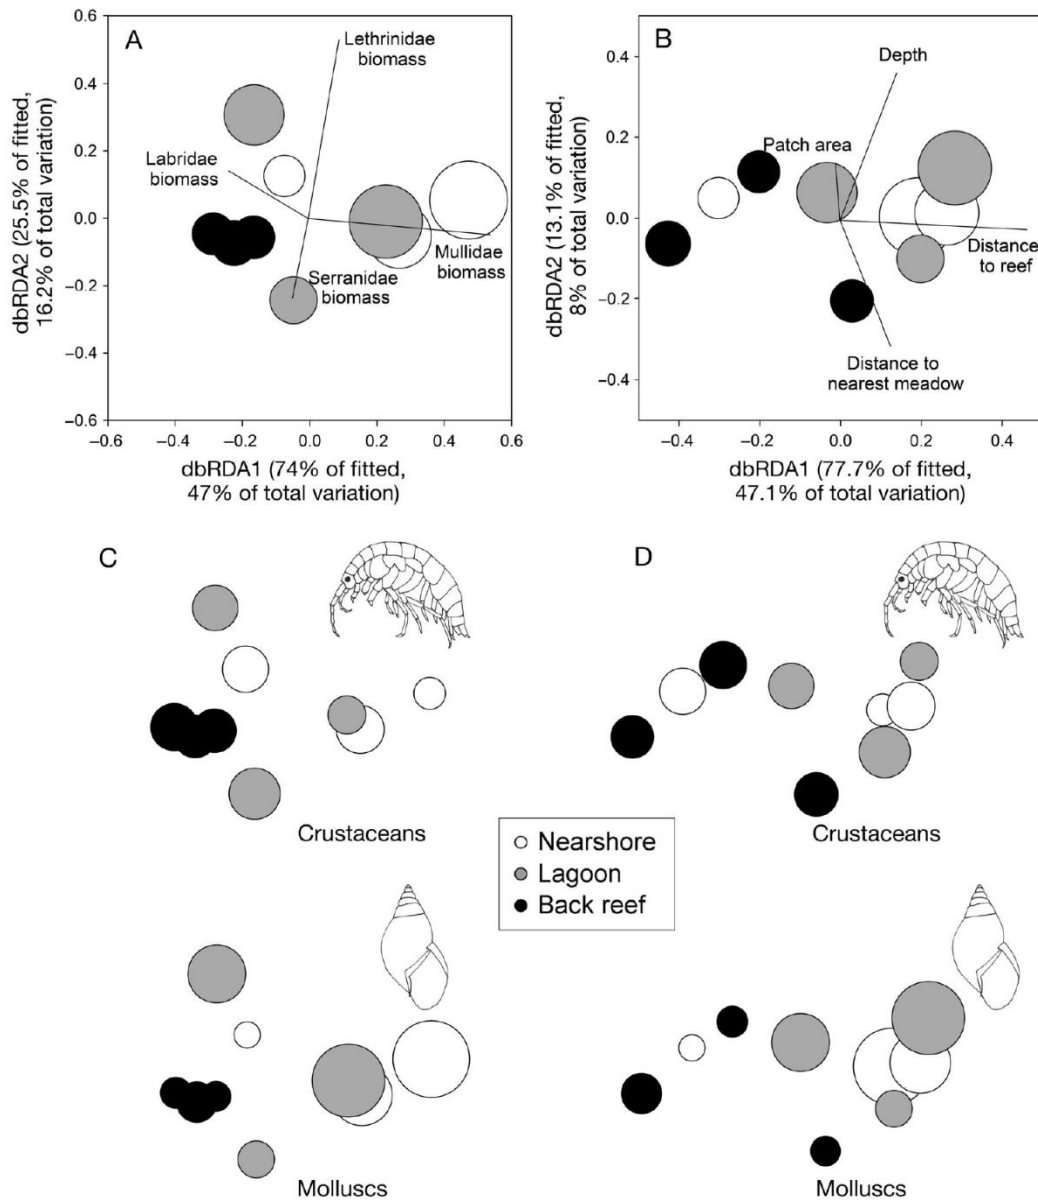 A
0.6
0.4
0.2
0.0
−0.2
−0.4
−0.6
−0.6
−0.4
−0.2
0.0
0.2
0.4
0.6
dbRDA2 (25.5% of fitted,
16.2% of total variation)
dbRDA1 (74% of fitted,
47% of total variation)
Lethrinidae
biomass
Labridae
biomass
Serranidae
biomass
Mullidae
biomass
B
0.4
0.2
0.0
−0.2
−0.4
−0.4
−0.2
0.0
0.2
0.4
dbRDA2 (13.1% of fitted,
8% of total variation)
dbRDA1 (77.7% of fitted,
47.1% of total variation)
Depth
Patch area
Distance
to reef
Distance to
nearest meadow
C
Crustaceans
D
Crustaceans
Nearshore
Lagoon
Back reef
Molluscs
Molluscs